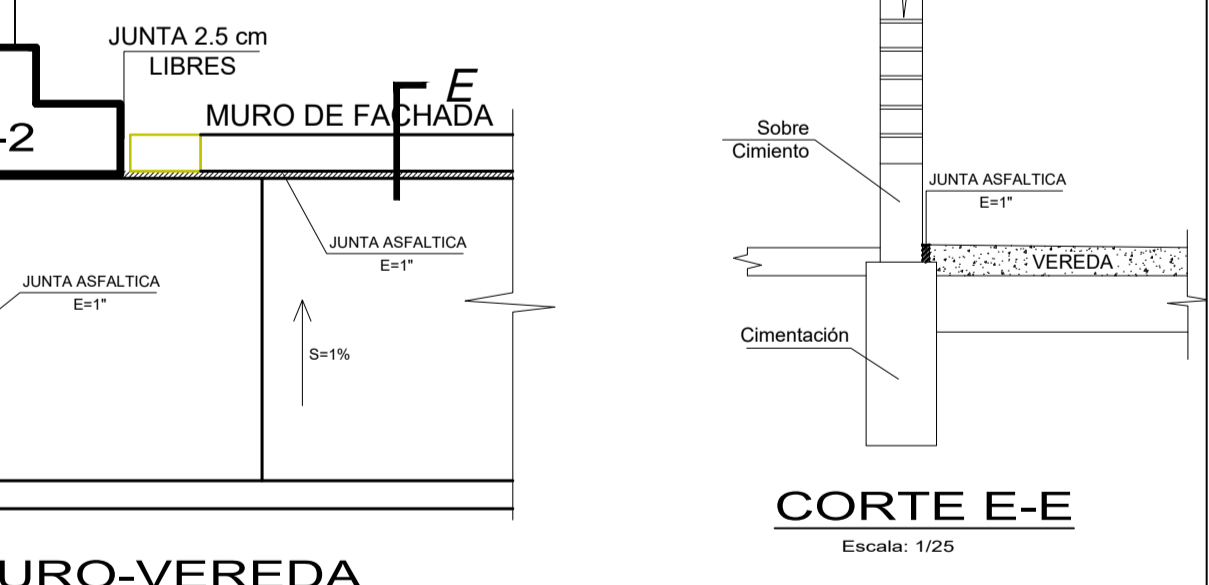 JUNTA 2.5 cm
LIBRES
E
MURO DE FACHADA
-2
JUNTA ASFALTICA
E=1"
JUNTA ASFALTICA
E=1"
S=1%
URO-VEREDA
Sobre
Cimiento
JUNTA ASFALTICA
E=1"
VEREDA
Cimentación
CORTE E-E
Escala: 1/25